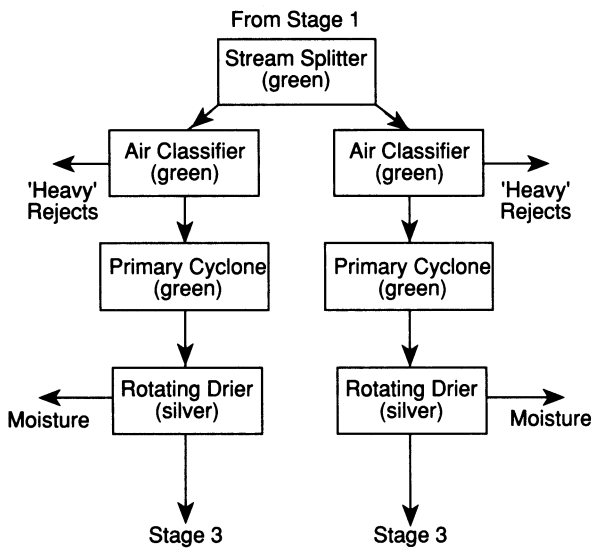 From Stage 1
Stream Splitter
(green)
Air Classifier
(green)
Air Classifier
(green)
'Heavy'
Rejects
'Heavy'
Rejects
Primary Cyclone
(green)
Primary Cyclone
(green)
Rotating Drier
(silver)
Rotating Drier
(silver)
Moisture
Moisture
Stage 3
Stage 3